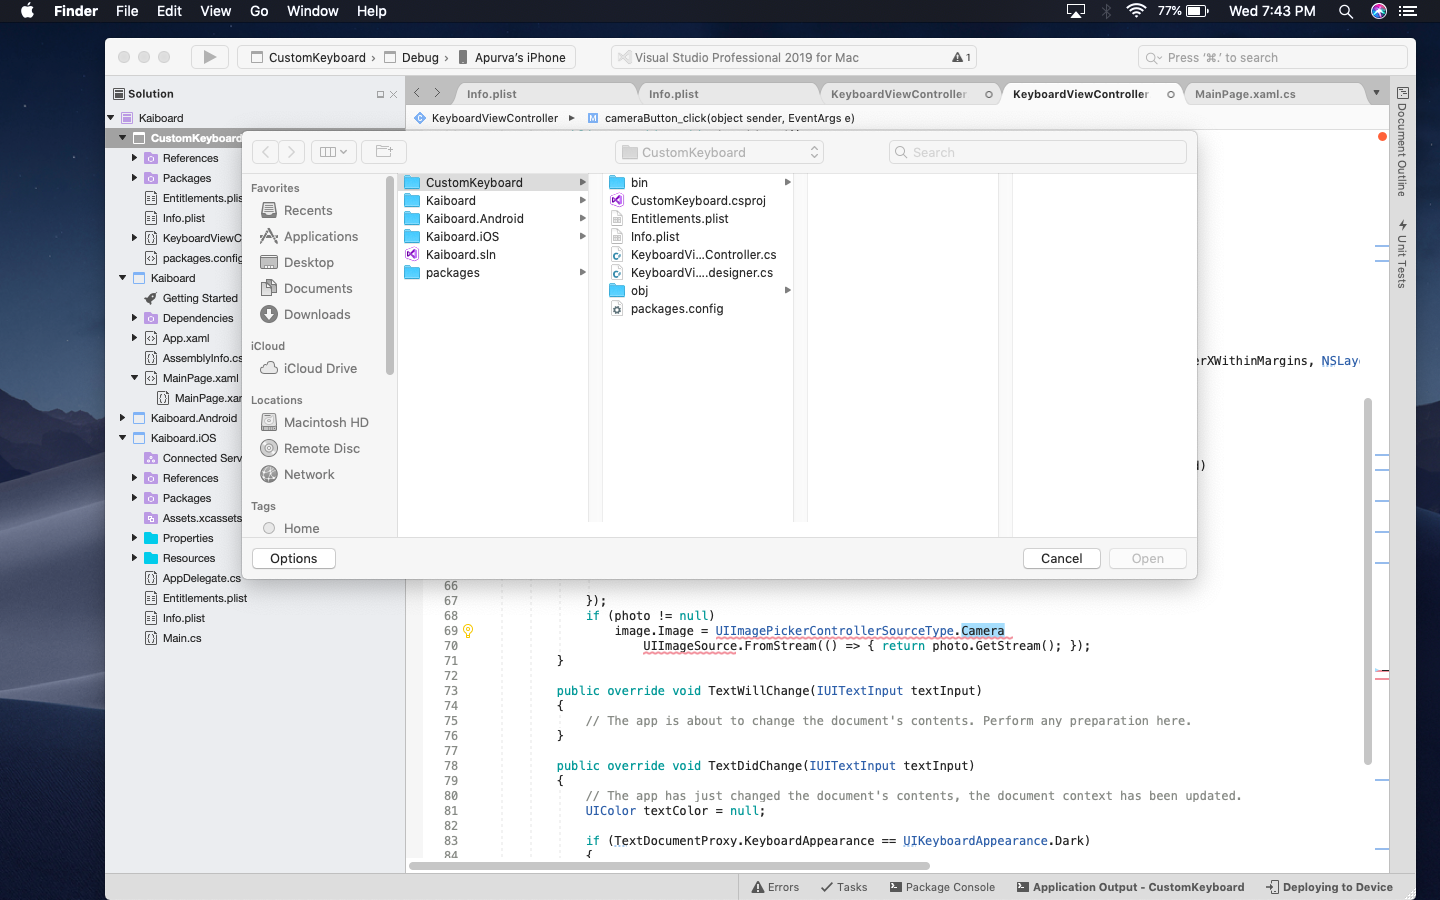 Finder File Edit View Go Window Help 77% Wed 7:43 PM
CustomKeyboard › Debug › Apurva's iPhone Visual Studio Professional 2019 for Mac 1 Press '⌘.' to search
Solution
Info.plist Info.plist KeyboardViewController KeyboardViewController MainPage.xaml.cs
KeyboardViewController cameraButton_click(object sender, EventArgs e)
Kaiboard
CustomKeyboard
References
Packages
Entitlements.plis
Info.plist
KeyboardViewC
packages.config
Kaiboard
Getting Started
Dependencies
App.xaml
AssemblyInfo.cs
MainPage.xaml
MainPage.xar
Kaiboard.Android
Kaiboard.iOS
Connected Serv
References
Packages
Assets.xcassets
Properties
Resources
AppDelegate.cs
Entitlements.plist
Info.plist
Main.cs
CustomKeyboard Search
Favorites
Recents
Applications
Desktop
Documents
Downloads
iCloud
iCloud Drive
Locations
Macintosh HD
Remote Disc
Network
Tags
Home
CustomKeyboard
Kaiboard
Kaiboard.Android
Kaiboard.iOS
Kaiboard.sln
packages
bin
CustomKeyboard.csproj
Entitlements.plist
Info.plist
KeyboardVi...Controller.cs
KeyboardVi....designer.cs
obj
packages.config
Options Cancel Open
erXWithinMargins, NSLay
)
66
67 });
68 if (photo != null)
69 image.Image = UIImagePickerControllerSourceType.Camera
70 UIImageSource.FromStream(() => { return photo.GetStream(); });
71 }
72
73 public override void TextWillChange(IUITextInput textInput)
74 {
75 // The app is about to change the document's contents. Perform any preparation here.
76 }
77
78 public override void TextDidChange(IUITextInput textInput)
79 {
80 // The app has just changed the document's contents, the document context has been updated.
81 UIColor textColor = null;
82
83 if (TextDocumentProxy.KeyboardAppearance == UIKeyboardAppearance.Dark)
84 {
Document Outline
Unit Tests
Errors Tasks Package Console Application Output - CustomKeyboard Deploying to Device